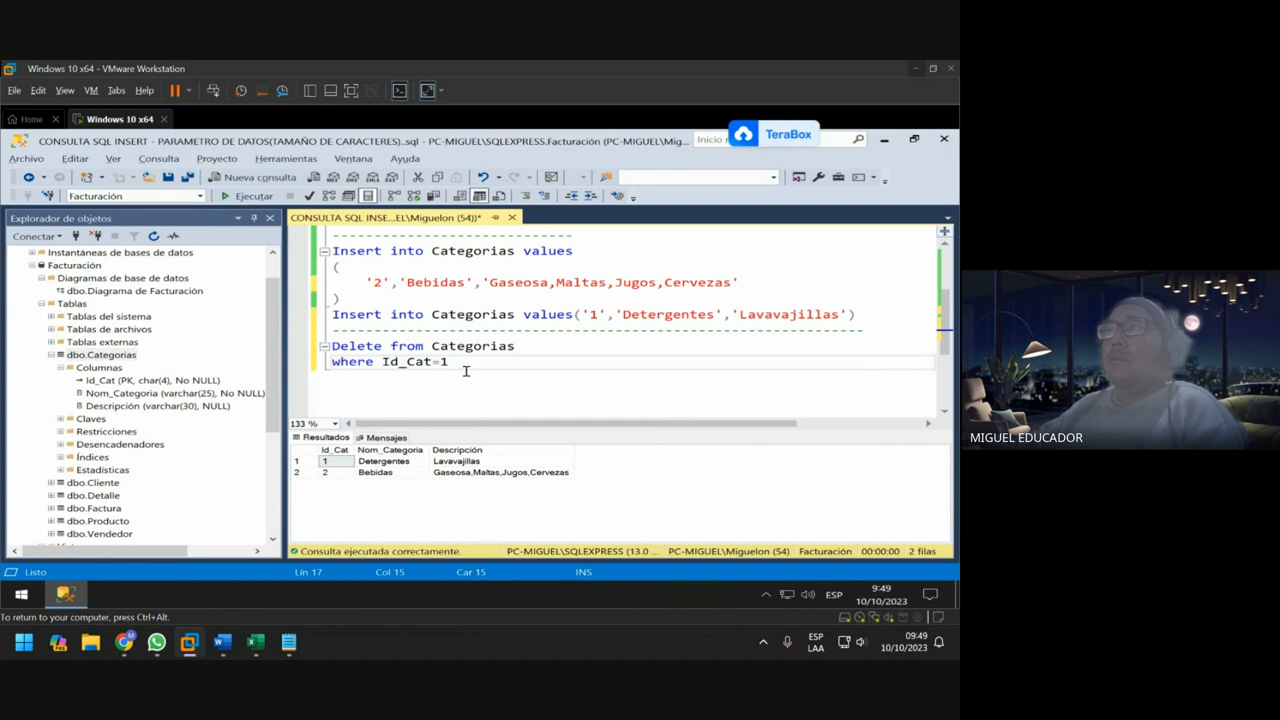 Windows 10 x64 - VMware Workstation
File Edit View VM Tabs Help
Home Windows 10 x64
CONSULTA SQL INSERT - PARAMETRO DE DATOS(TAMAÑO DE CARACTERES)..sql - PC-MIGUEL\SQLEXPRESS.Facturación (PC-MIGUEL\Mig... Inicio
TeraBox
Archivo Editar Ver Consulta Proyecto Herramientas Ventana Ayuda
Nueva consulta
Facturación Ejecutar
Explorador de objetos
CONSULTA SQL INSE...EL\Miguelon (54))*
Conectar
Instantáneas de bases de datos
Facturación
Diagramas de base de datos
dbo.Diagrama de Facturación
Tablas
Tablas del sistema
Tablas de archivos
Tablas externas
dbo.Categorias
Columnas
Id_Cat (PK, char(4), No NULL)
Nom_Categoria (varchar(25), No NULL)
Descripción (varchar(30), NULL)
Claves
Restricciones
Desencadenadores
Índices
Estadísticas
dbo.Cliente
dbo.Detalle
dbo.Factura
dbo.Producto
dbo.Vendedor
-----------------------------
Insert into Categorias values
(
'2','Bebidas','Gaseosa,Maltas,Jugos,Cervezas'
)
Insert into Categorias values('1','Detergentes','Lavavajillas')
----------------------------------------------------------------
Delete from Categorias
where Id_Cat=1
133 %
Resultados Mensajes
Id_Cat Nom_Categoria Descripción
1 1 Detergentes Lavavajillas
2 2 Bebidas Gaseosa,Maltas,Jugos,Cervezas
Consulta ejecutada correctamente. PC-MIGUEL\SQLEXPRESS (13.0 ... PC-MIGUEL\Miguelon (54) Facturación 00:00:00 2 filas
Listo Lín 17 Col 15 Car 15 INS
ESP 9:49
10/10/2023
To return to your computer, press Ctrl+Alt.
ESP
LAA
09:49
10/10/2023
MIGUEL EDUCADOR